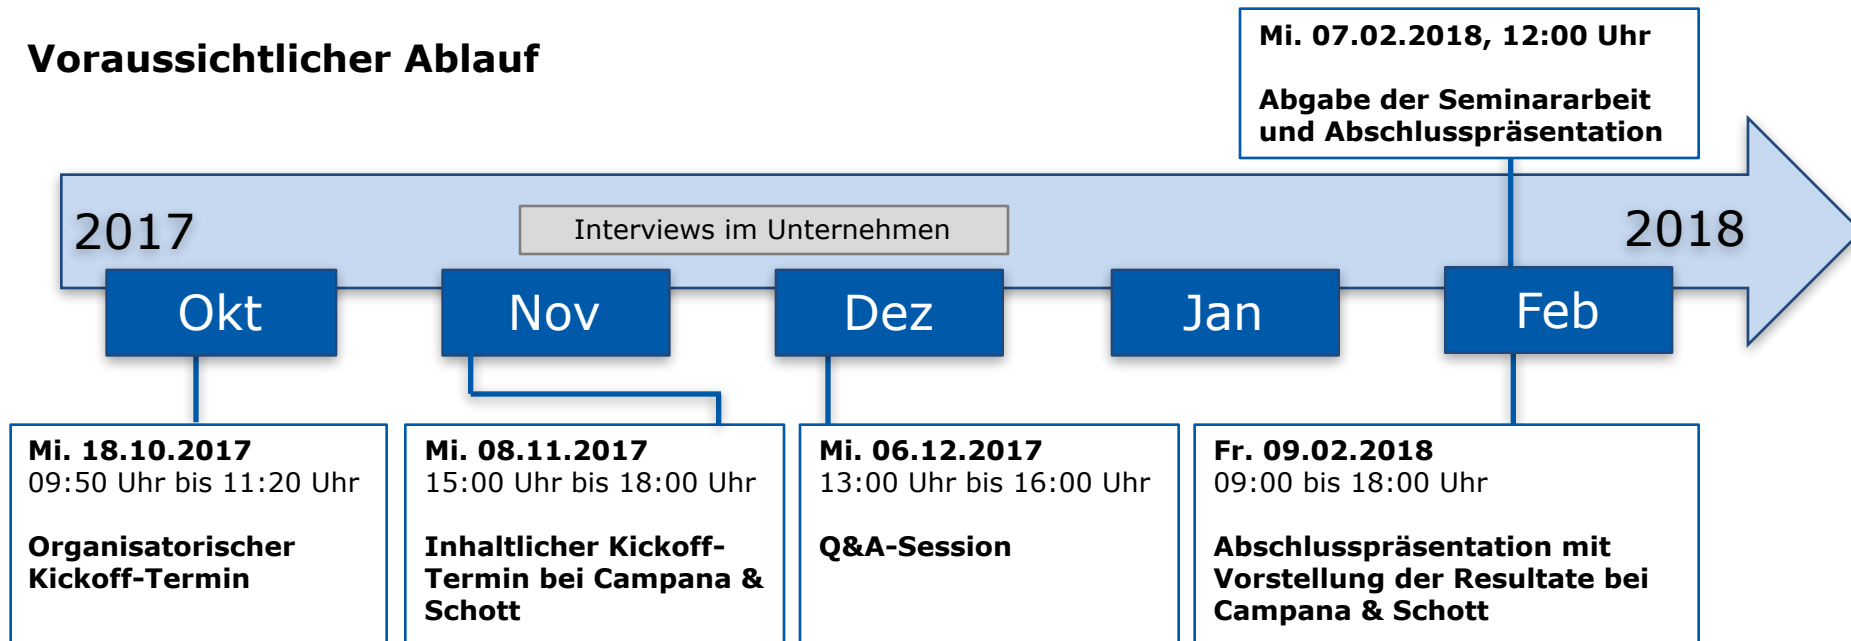 Voraussichtlicher Ablauf
Mi. 07.02.2018, 12:00 Uhr
Abgabe der Seminararbeit
und Abschlusspräsentation
2017
Interviews im Unternehmen
2018
Okt
Nov
Dez
Jan
Feb
Mi. 18.10.2017
09:50 Uhr bis 11:20 Uhr
Organisatorischer
Kickoff-Termin
Mi. 08.11.2017
15:00 Uhr bis 18:00 Uhr
Inhaltlicher Kickoff-
Termin bei Campana &
Schott
Mi. 06.12.2017
13:00 Uhr bis 16:00 Uhr
Q&A-Session
Fr. 09.02.2018
09:00 bis 18:00 Uhr
Abschlusspräsentation mit
Vorstellung der Resultate bei
Campana & Schott